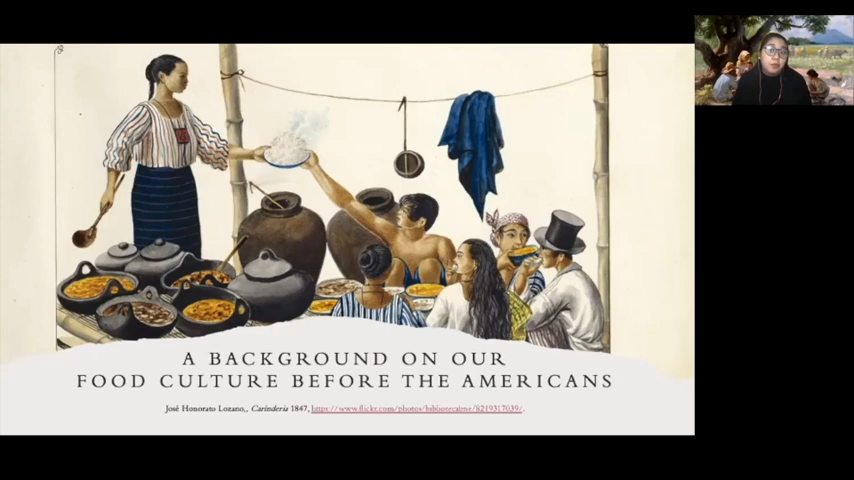 A BACKGROUND ON OUR
FOOD CULTURE BEFORE THE AMERICANS
José Honorato Lozano,, Carinderia 1847, https://www.flickr.com/photos/bibliotecabne/8219317039/.